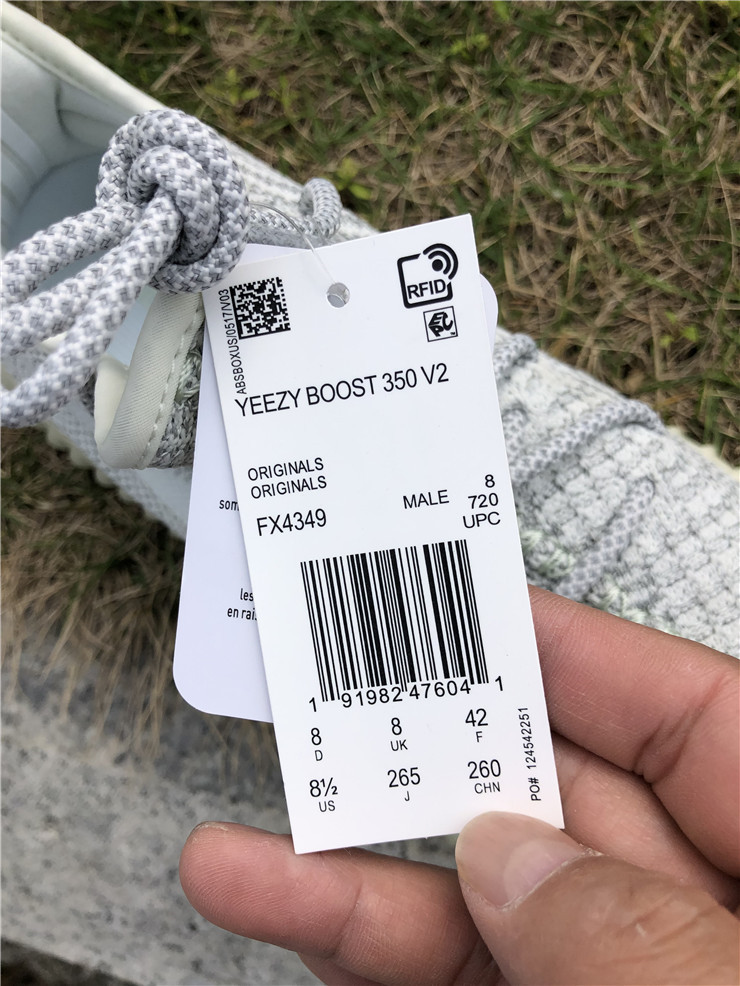 ABSBOXUS/0517/V03
RFID
YEEZY BOOST 350 V2
ORIGINALS
ORIGINALS
FX4349
MALE
8
720
UPC
som
les
en rai
1 91982 47604 1
8 8 42
D UK F
8½ 265 260
US J CHN
PO# 124542251